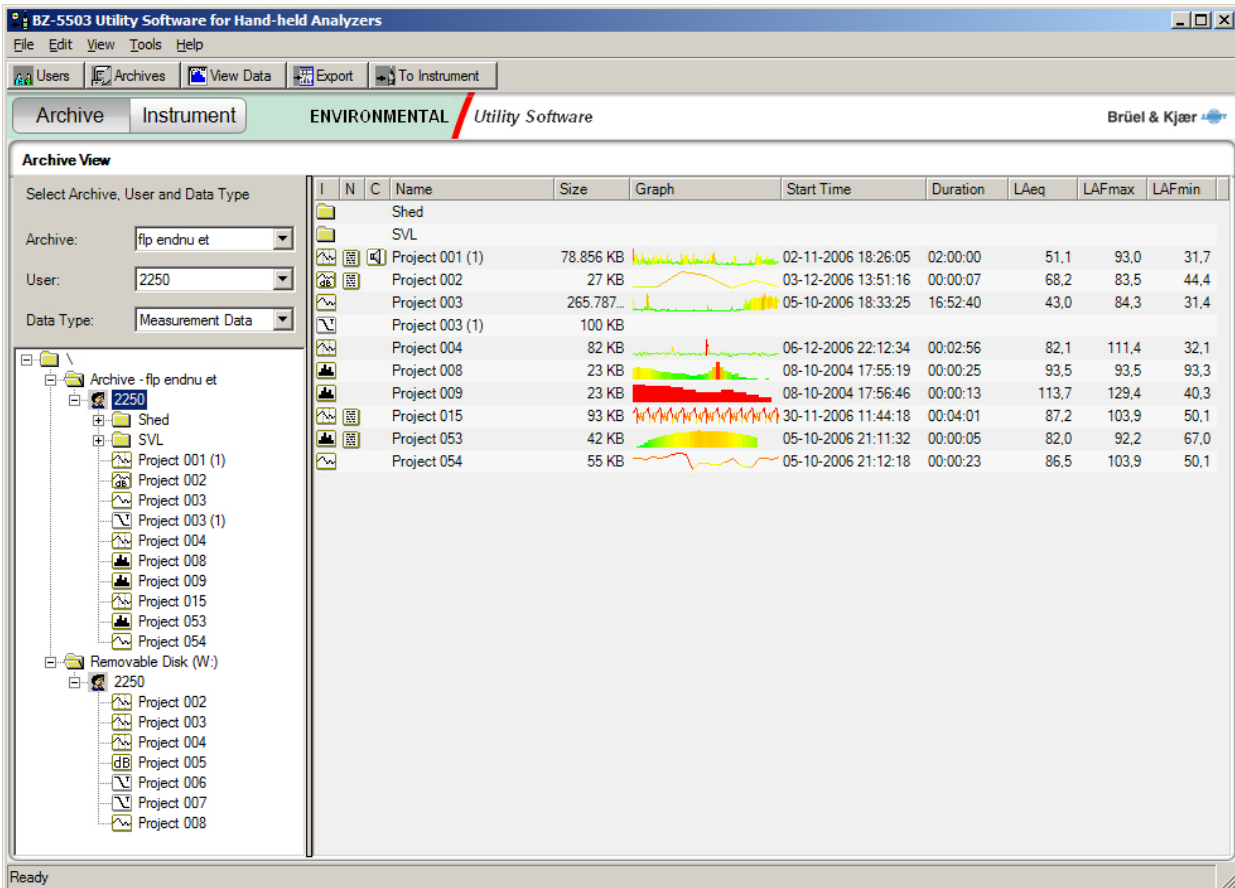 BZ-5503 Utility Software for Hand-held Analyzers
File Edit View Tools Help
Users Archives View Data Export To Instrument
Archive Instrument ENVIRONMENTAL Utility Software Brüel & Kjær
Archive View
Select Archive, User and Data Type
Archive: flp endnu et
User: 2250
Data Type: Measurement Data
\
Archive - flp endnu et
2250
Shed
SVL
Project 001 (1)
Project 002
Project 003
Project 003 (1)
Project 004
Project 008
Project 009
Project 015
Project 053
Project 054
Removable Disk (W:)
2250
Project 002
Project 003
Project 004
dB Project 005
Project 006
Project 007
Project 008
I N C Name Size Graph Start Time Duration LAeq LAFmax LAFmin
Shed
SVL
Project 001 (1) 78.856 KB 02-11-2006 18:26:05 02:00:00 51,1 93,0 31,7
dB Project 002 27 KB 03-12-2006 13:51:16 00:00:07 68,2 83,5 44,4
Project 003 265.787... 05-10-2006 18:33:25 16:52:40 43,0 84,3 31,4
Project 003 (1) 100 KB
Project 004 82 KB 06-12-2006 22:12:34 00:02:56 82,1 111,4 32,1
Project 008 23 KB 08-10-2004 17:55:19 00:00:25 93,5 93,5 93,3
Project 009 23 KB 08-10-2004 17:56:46 00:00:13 113,7 129,4 40,3
Project 015 93 KB 30-11-2006 11:44:18 00:04:01 87,2 103,9 50,1
Project 053 42 KB 05-10-2006 21:11:32 00:00:05 82,0 92,2 67,0
Project 054 55 KB 05-10-2006 21:12:18 00:00:23 86,5 103,9 50,1
Ready